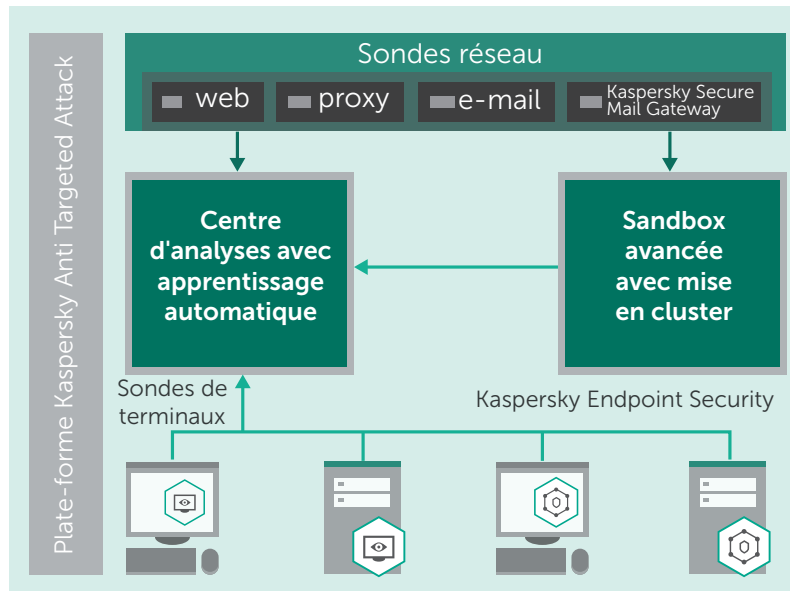 Plate-forme Kaspersky Anti Targeted Attack
Sondes réseau
web
proxy
e-mail
Kaspersky Secure
Mail Gateway
Centre
d'analyses avec
apprentissage
automatique
Sandbox
avancée
avec mise
en cluster
Sondes de
terminaux
Kaspersky Endpoint Security